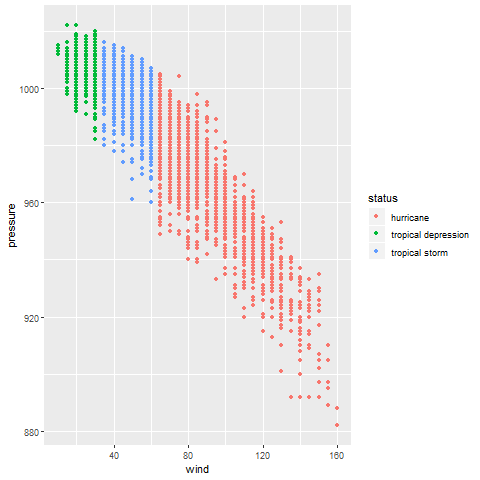 1000
960
920
880
pressure
40
80
120
160
wind
status
hurricane
tropical depression
tropical storm